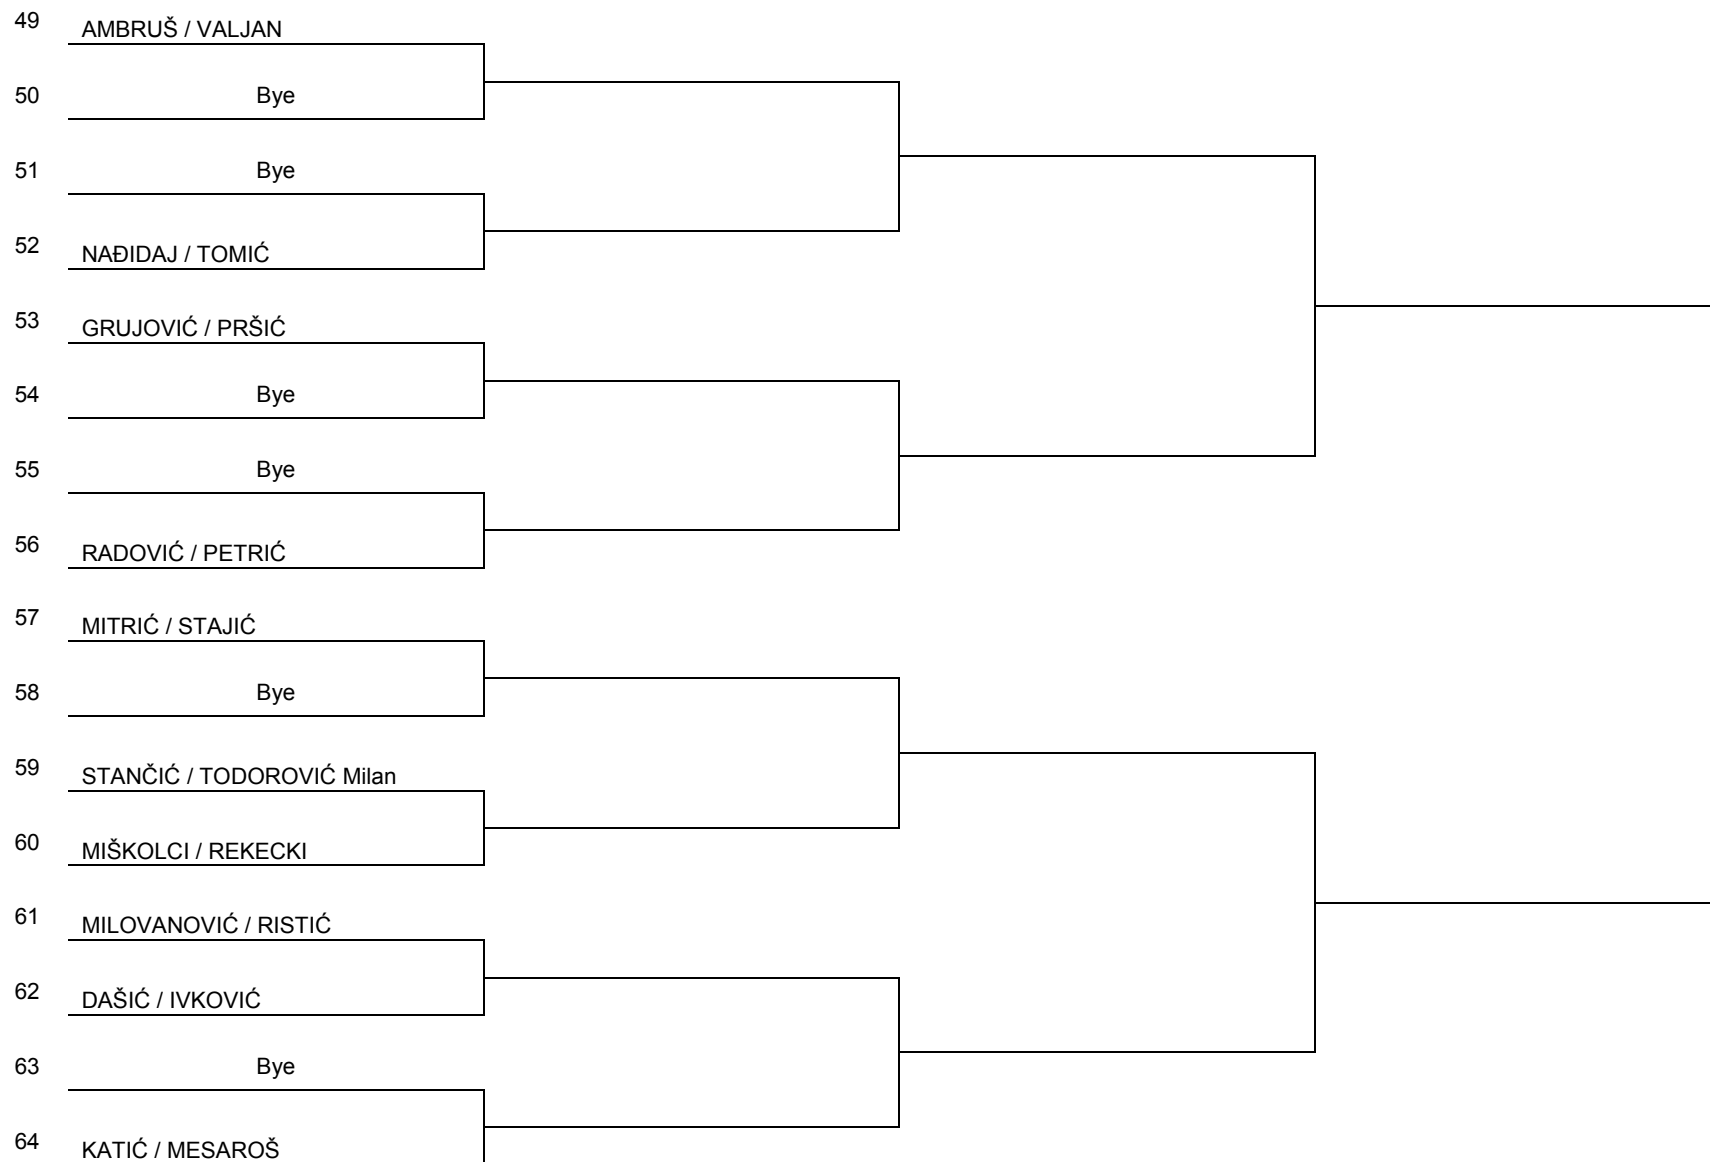 49 AMBRUŠ / VALJAN
50 Bye
51 Bye
52 NAĐIDAJ / TOMIĆ
53 GRUJOVIĆ / PRŠIĆ
54 Bye
55 Bye
56 RADOVIĆ / PETRIĆ
57 MITRIĆ / STAJIĆ
58 Bye
59 STANČIĆ / TODOROVIĆ Milan
60 MIŠKOLCI / REKECKI
61 MILOVANOVIĆ / RISTIĆ
62 DAŠIĆ / IVKOVIĆ
63 Bye
64 KATIĆ / MESAROŠ